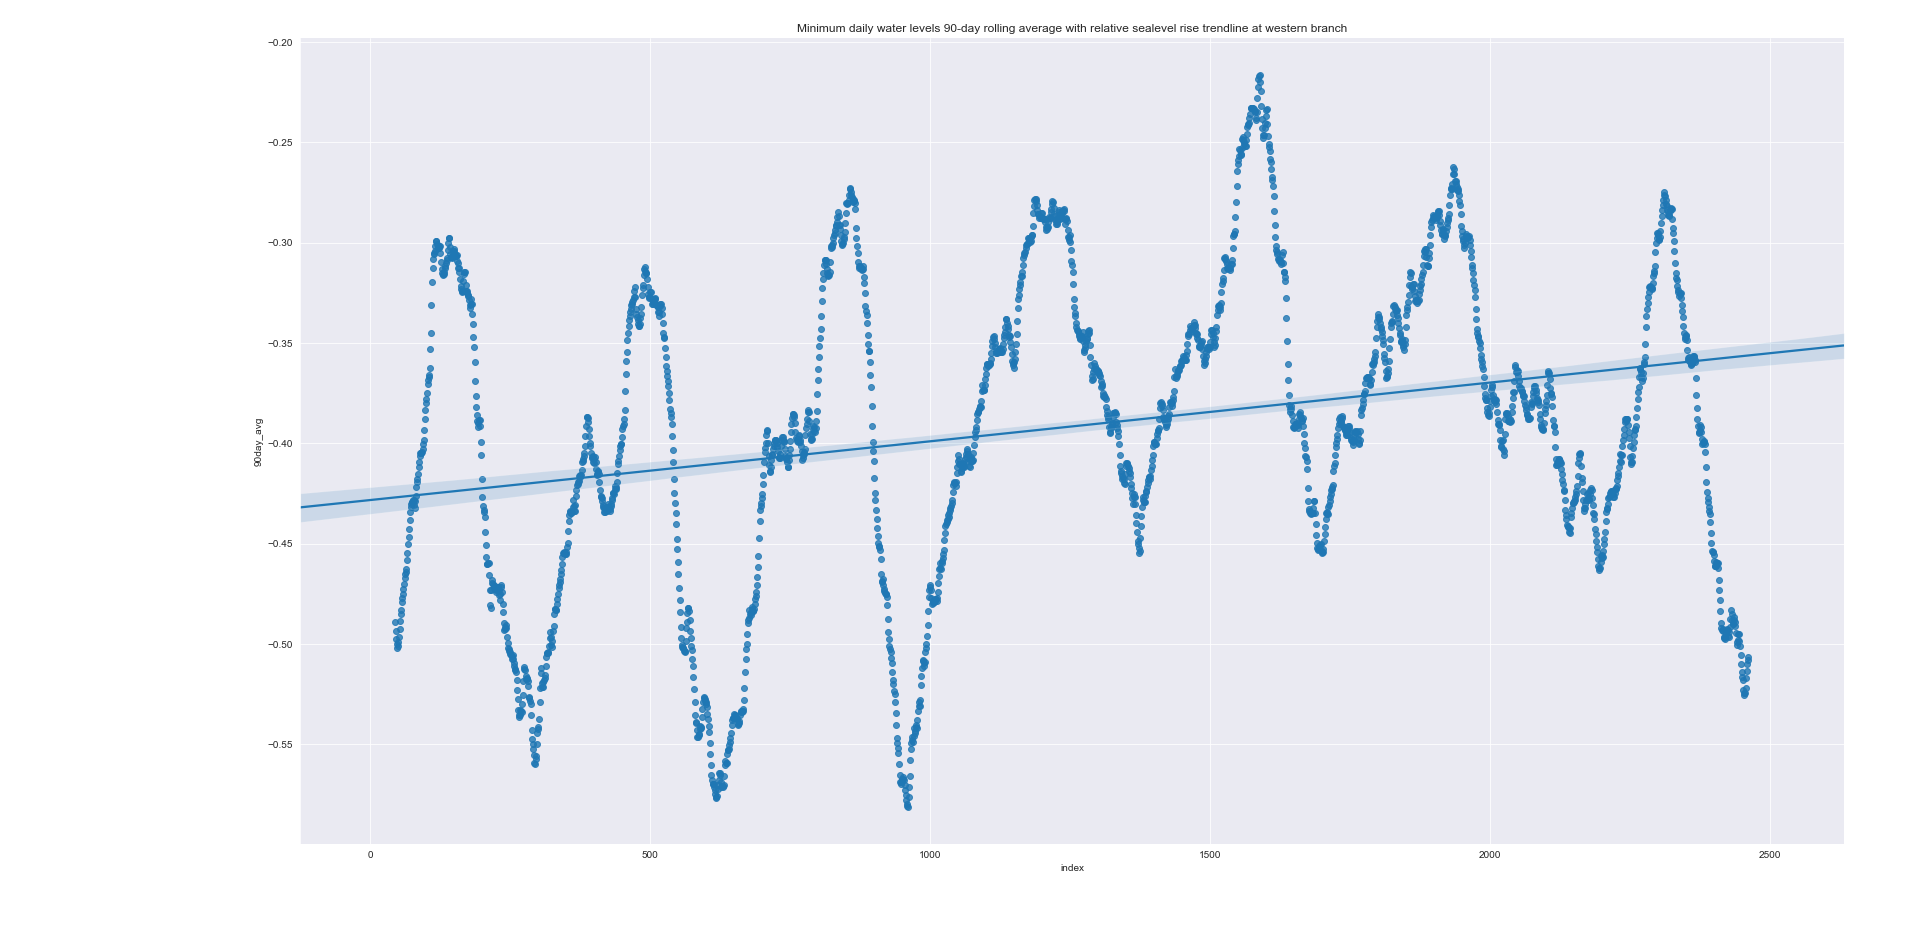 Minimum daily water levels 90-day rolling average with relative sealevel rise trendline at western branch
−0.20
−0.25
−0.30
−0.35
−0.40
−0.45
−0.50
−0.55
90day_avg
0 500 1000 1500 2000 2500
index